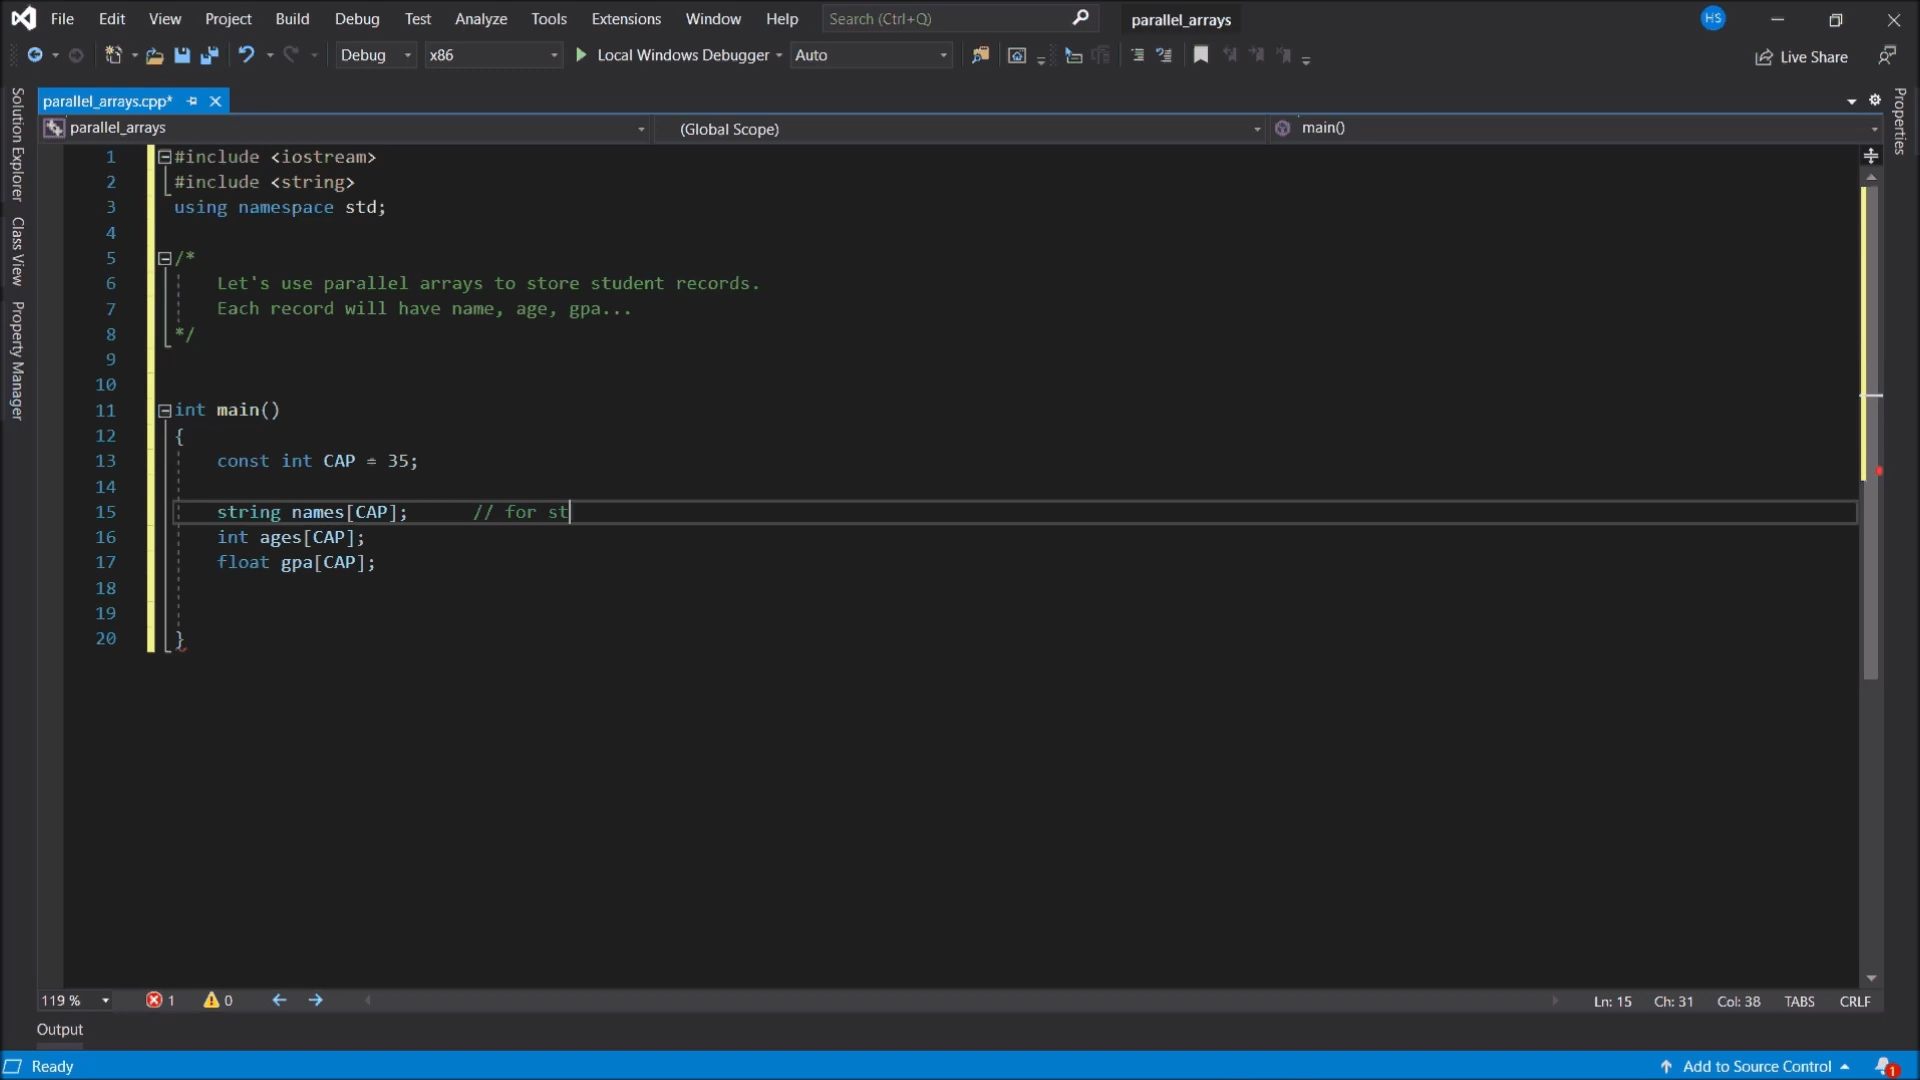 File Edit View Project Build Debug Test Analyze Tools Extensions Window Help Search (Ctrl+Q) parallel_arrays HS
Debug x86 Local Windows Debugger Auto Live Share
parallel_arrays.cpp*
parallel_arrays (Global Scope) main()
Solution Explorer
Class View
Property Manager
Properties
1 #include <iostream>
2 #include <string>
3 using namespace std;
4
5 /*
6 Let's use parallel arrays to store student records.
7 Each record will have name, age, gpa...
8 */
9
10
11 int main()
12 {
13 const int CAP = 35;
14
15 string names[CAP]; // for st
16 int ages[CAP];
17 float gpa[CAP];
18
19
20 }
119 % 1 0 Ln: 15 Ch: 31 Col: 38 TABS CRLF
Output
Ready Add to Source Control 1